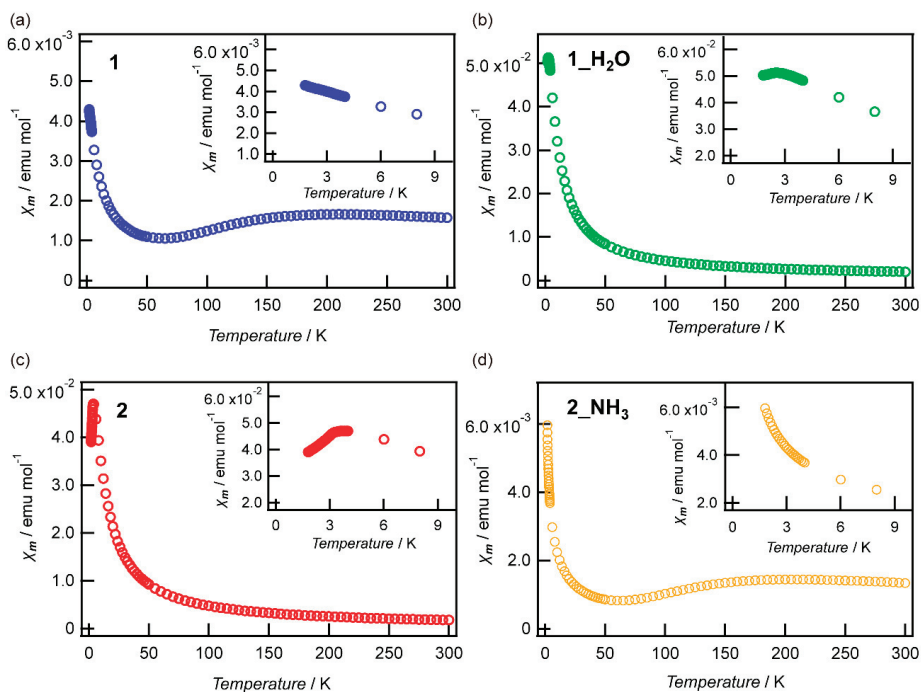 (a)
6.0 x10⁻³
5.0
4.0
3.0
2.0
1.0
0
χm / emu mol⁻¹
1
0 50 100 150 200 250 300
Temperature / K
6.0 x10⁻³
5.0
4.0
3.0
2.0
1.0
χm / emu mol⁻¹
0 3 6 9
Temperature / K
(b)
5.0 x10⁻²
4.0
3.0
2.0
1.0
0
χm / emu mol⁻¹
1_H₂O
0 50 100 150 200 250 300
Temperature / K
6.0 x10⁻²
5.0
4.0
3.0
2.0
χm / emu mol⁻¹
0 3 6 9
Temperature / K
(c)
5.0 x10⁻²
4.0
3.0
2.0
1.0
0
χm / emu mol⁻¹
2
0 50 100 150 200 250 300
Temperature / K
6.0 x10⁻²
5.0
4.0
3.0
2.0
χm / emu mol⁻¹
0 3 6 9
Temperature / K
(d)
6.0 x10⁻³
4.0
2.0
0
χm / emu mol⁻¹
2_NH₃
0 50 100 150 200 250 300
Temperature / K
6.0 x10⁻³
4.0
2.0
χm / emu mol⁻¹
0 3 6 9
Temperature / K